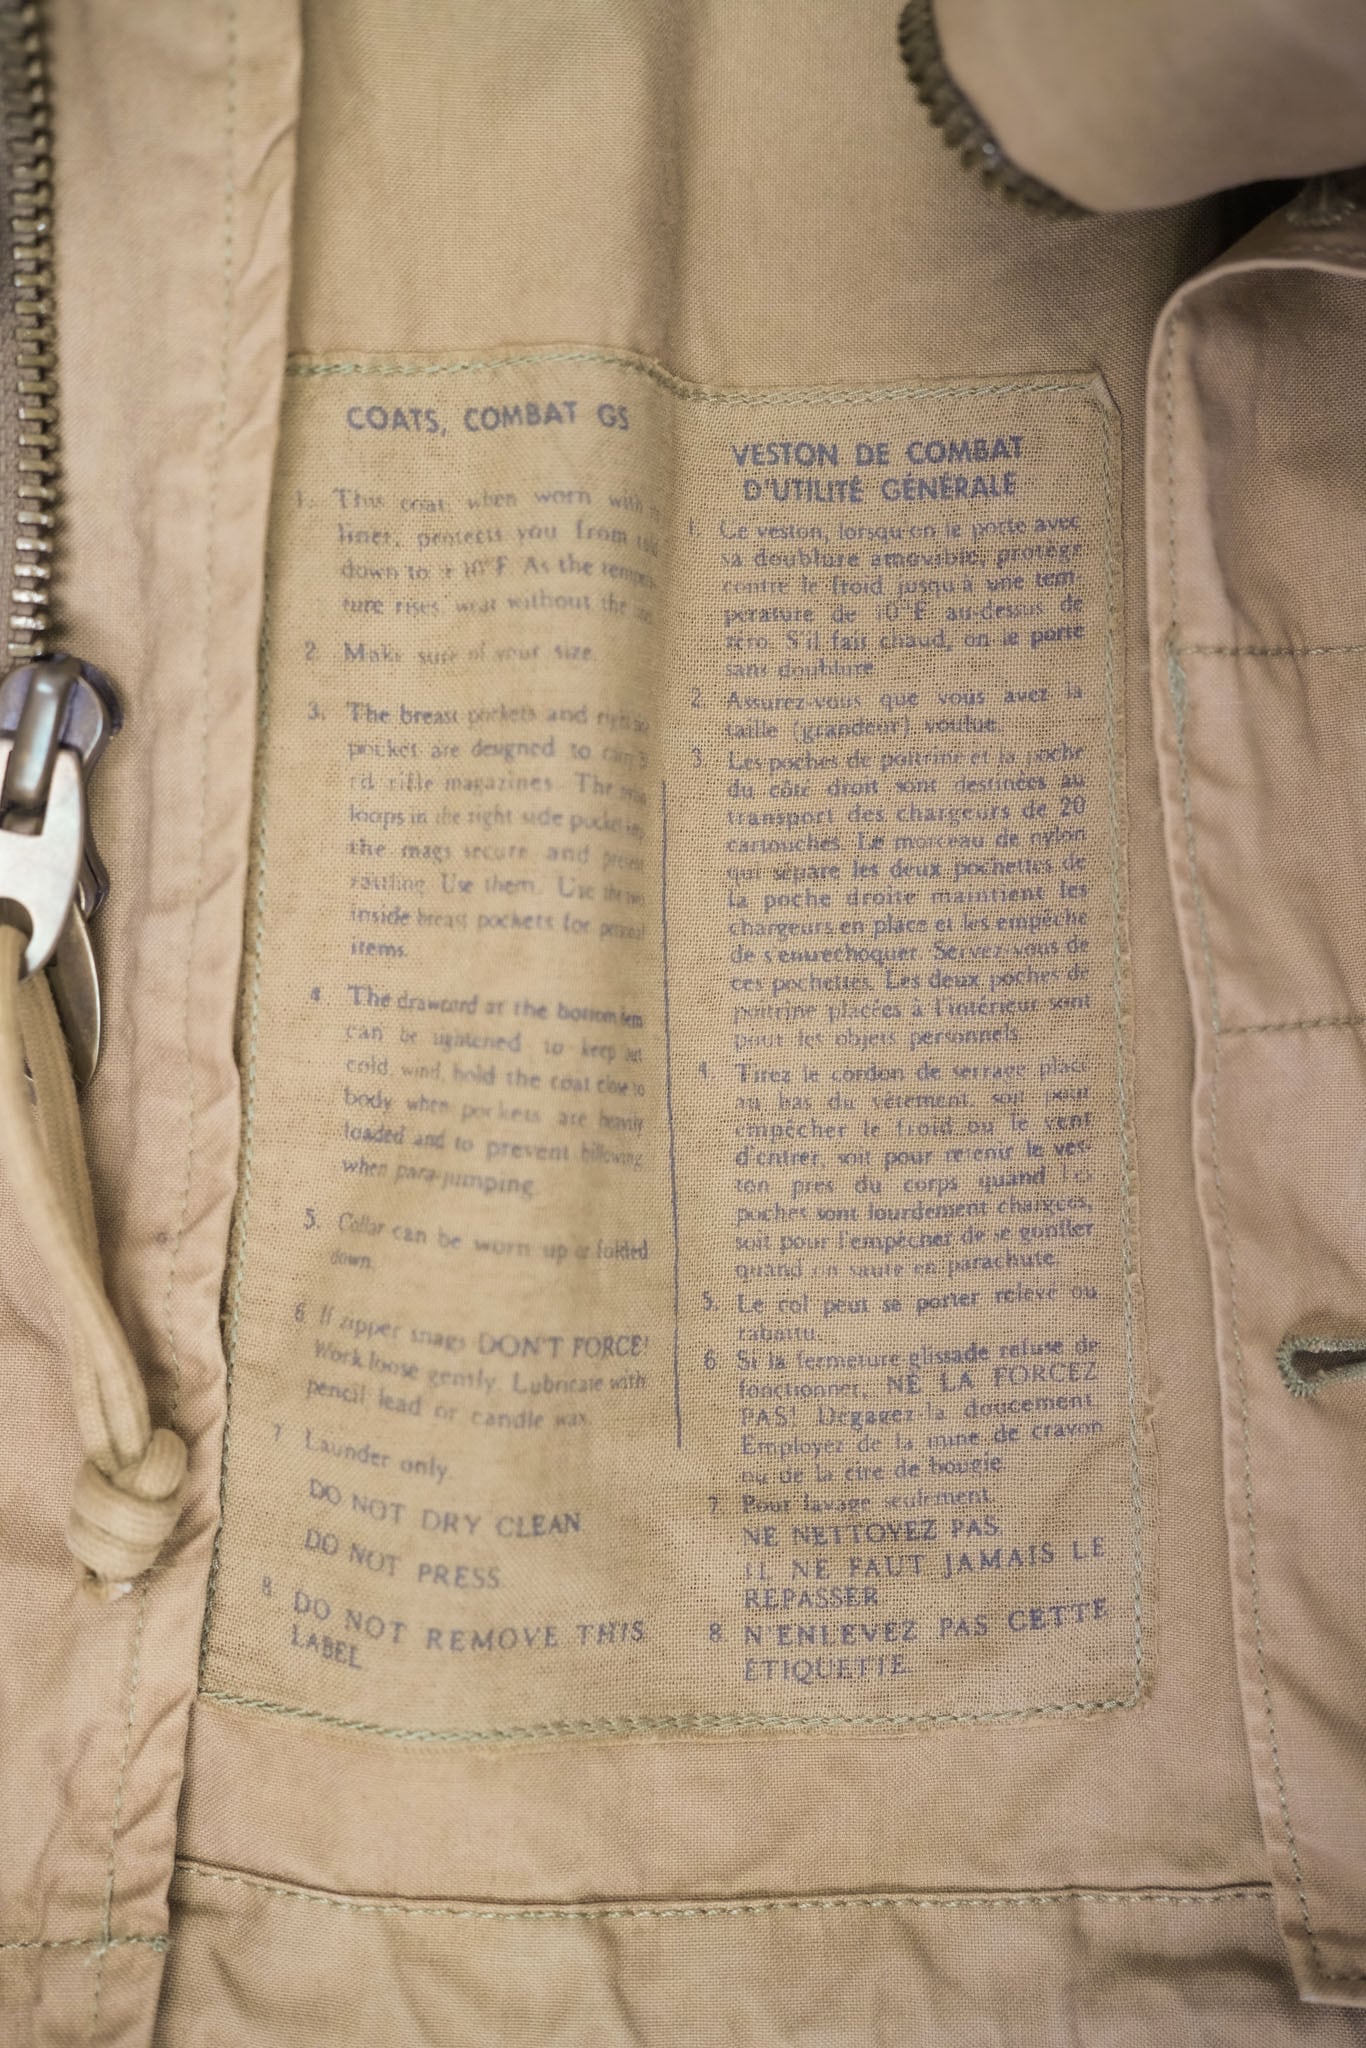 COATS, COMBAT GS
1. This coat, when worn with
liner, protects you from
down to + 10°F As the
ture rises wear without the
2. Make sure of your size.
3. The breast pockets and right
pocket are designed to carry
rd rifle magazines. The
loops in the right side pocket
the mags secure and
rattling. Use them. Use the two
inside breast pockets for personal
items.
4. The drawcord at the bottom hem
can be tightened to keep out
cold, wind, hold the coat close to
body when pockets are heavily
loaded and to prevent billowing
when para-jumping.
5. Collar can be worn up or folded
down.
6. If zipper snags DON'T FORCE!
Work loose gently. Lubricate with
pencil lead or candle wax.
7 Launder only.
DO NOT DRY CLEAN
DO NOT PRESS
8 DO NOT REMOVE THIS
LABEL
VESTON DE COMBAT
D'UTILITÉ GÉNÉRALE
1. Ce veston, lorsqu-on le porte avec
sa doublure amovible, protège
contre le froid jusqu'à une tem-
pérature de 10°F au-dessus de
zéro. S'il fait chaud, on le porte
sans doublure
2. Assurez-vous que vous avez la
taille (grandeur) voulue.
3. Les poches de poitrine et la poche
du côté droit sont destinées au
transport des chargeurs de 20
cartouches. Le morceau de nylon
qui sépare les deux pochettes de
la poche droite maintient les
chargeurs en place et les empêche
de s'entrechoquer. Servez-vous de
ces pochettes. Les deux poches de
poitrine placées à l'intérieur sont
pour les objets personnels.
4. Tirez le cordon de serrage placé
au bas du vêtement, soit pour
empêcher le froid ou le vent
d'entrer, soit pour retenir le ves-
ton près du corps quand les
poches sont lourdement chargées,
soit pour l'empêcher de se gonfler
quand on saute en parachute.
5. Le col peut se porter relevé ou
rabattu.
6 Si la fermeture-glissade refuse de
fonctionner, NE LA FORCEZ
PAS! Dégagez-la doucement.
Employez de la mine de crayon
ou de la cire de bougie.
7. Pour lavage seulement.
NE NETTOYEZ PAS
IL NE FAUT JAMAIS LE
REPASSER
8 N'ENLEVEZ PAS CETTE
ÉTIQUETTE